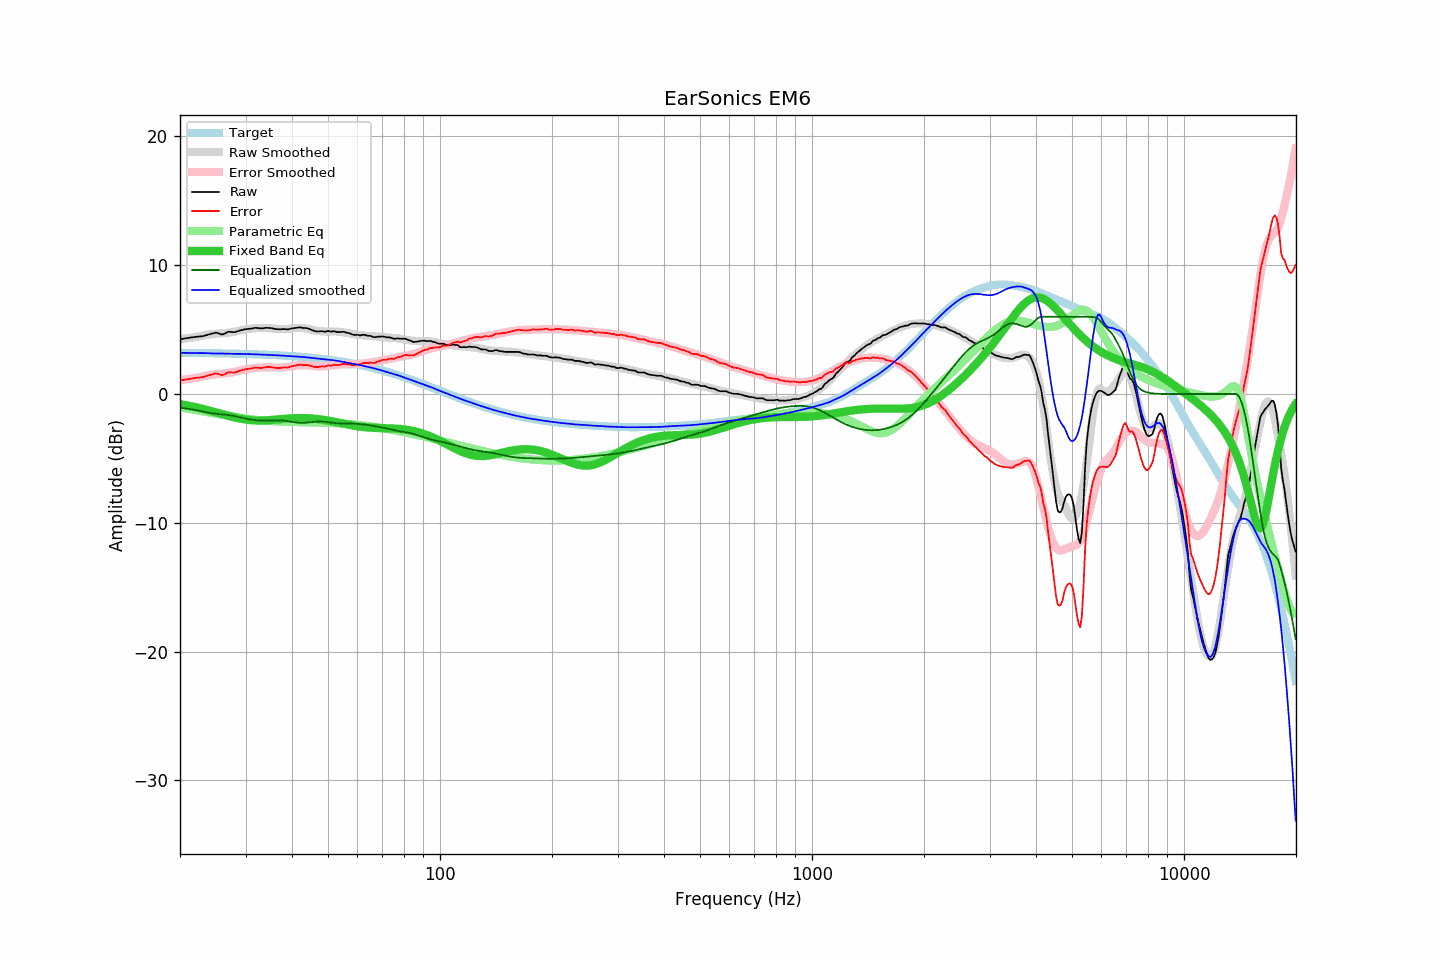 EarSonics EM6
Target
Raw Smoothed
Error Smoothed
Raw
Error
Parametric Eq
Fixed Band Eq
Equalization
Equalized smoothed
20
10
0
−10
−20
−30
Amplitude (dBr)
100
1000
10000
Frequency (Hz)